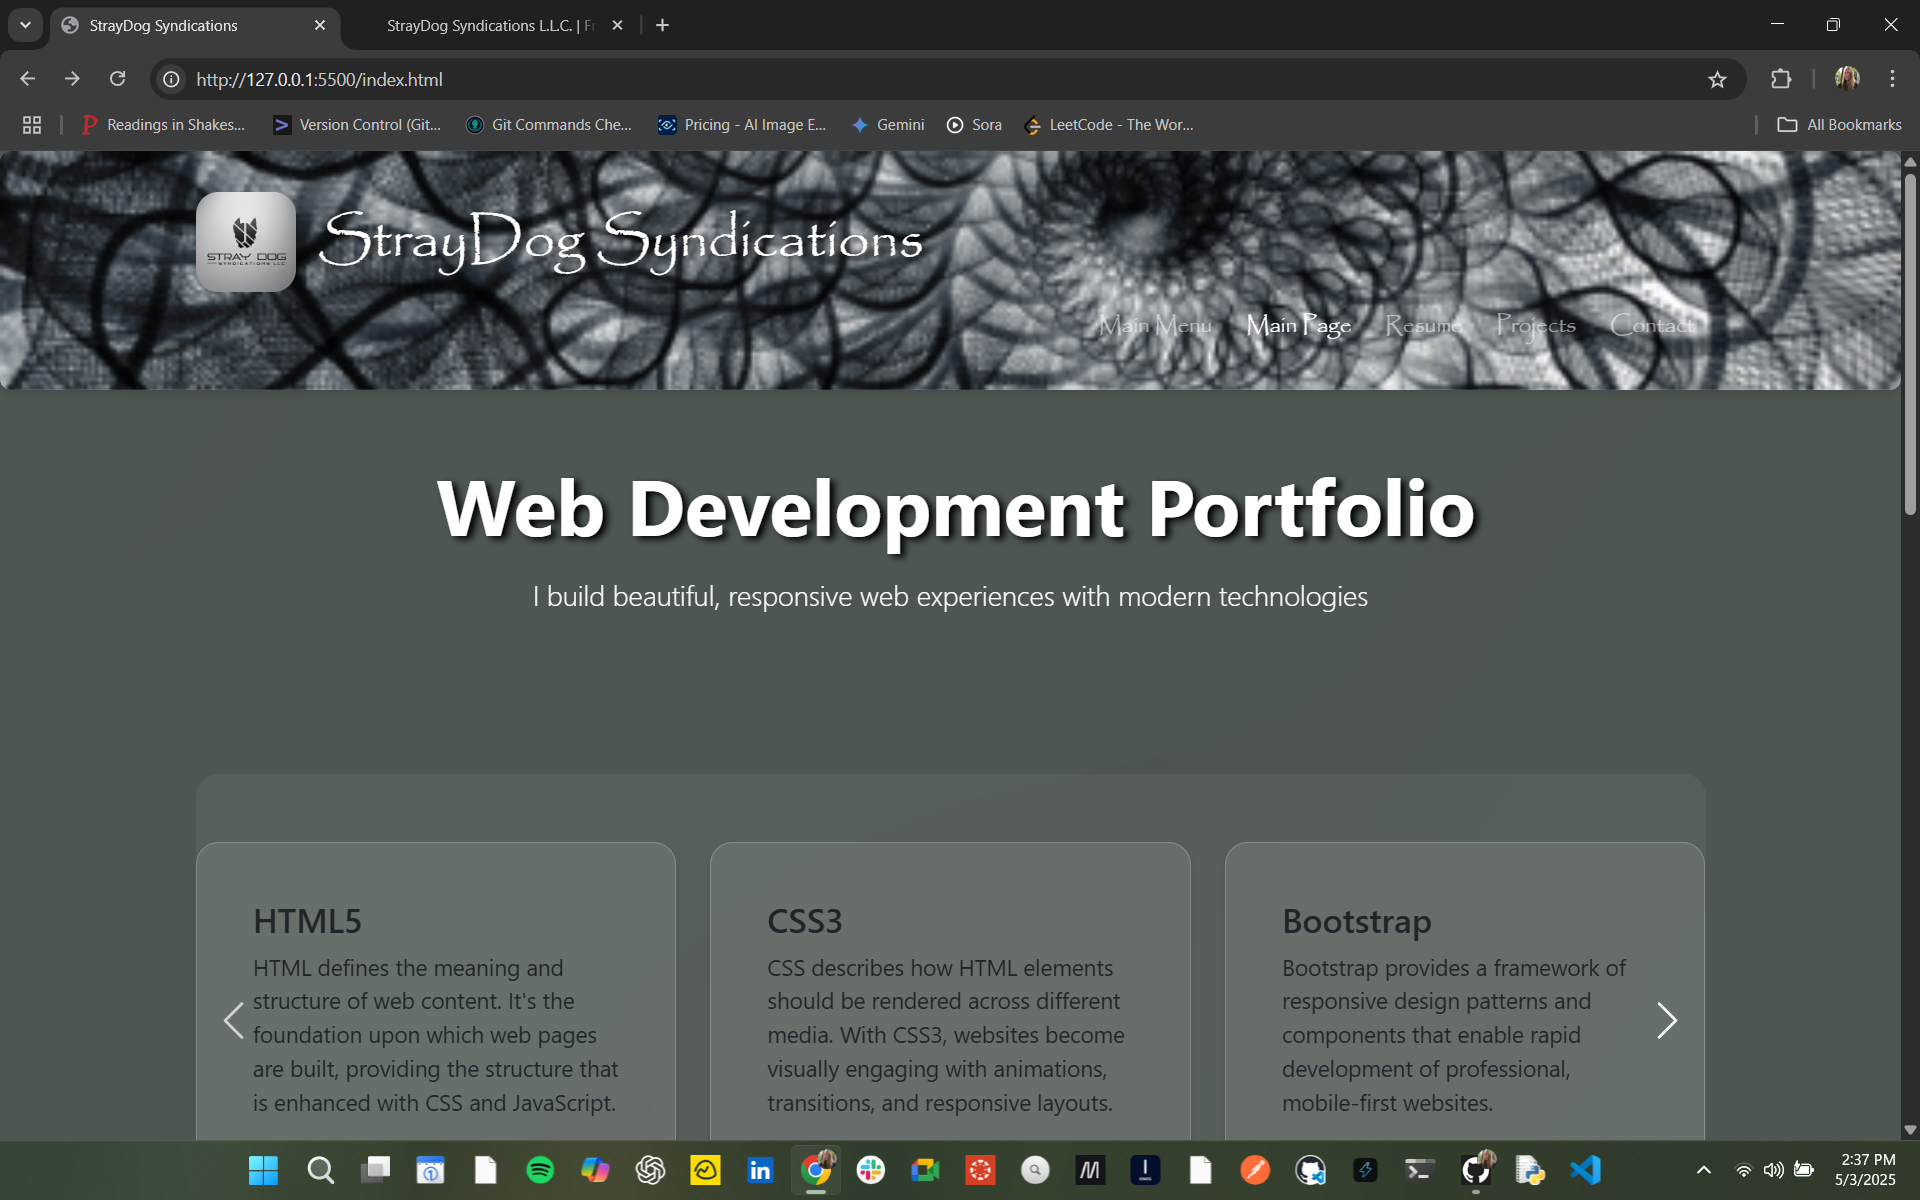 StrayDog Syndications
StrayDog Syndications L.L.C. | Fr
http://127.0.0.1:5500/index.html
Readings in Shakes...
Version Control (Git...
Git Commands Che...
Pricing - AI Image E...
Gemini
Sora
LeetCode - The Wor...
All Bookmarks
STRAY DOG
SYNDICATIONS LLC
StrayDog Syndications
Main Menu
Main Page
Resume
Projects
Contact
Web Development Portfolio
I build beautiful, responsive web experiences with modern technologies
HTML5
HTML defines the meaning and
structure of web content. It's the
foundation upon which web pages
are built, providing the structure that
is enhanced with CSS and JavaScript.
CSS3
CSS describes how HTML elements
should be rendered across different
media. With CSS3, websites become
visually engaging with animations,
transitions, and responsive layouts.
Bootstrap
Bootstrap provides a framework of
responsive design patterns and
components that enable rapid
development of professional,
mobile-first websites.
2:37 PM
5/3/2025